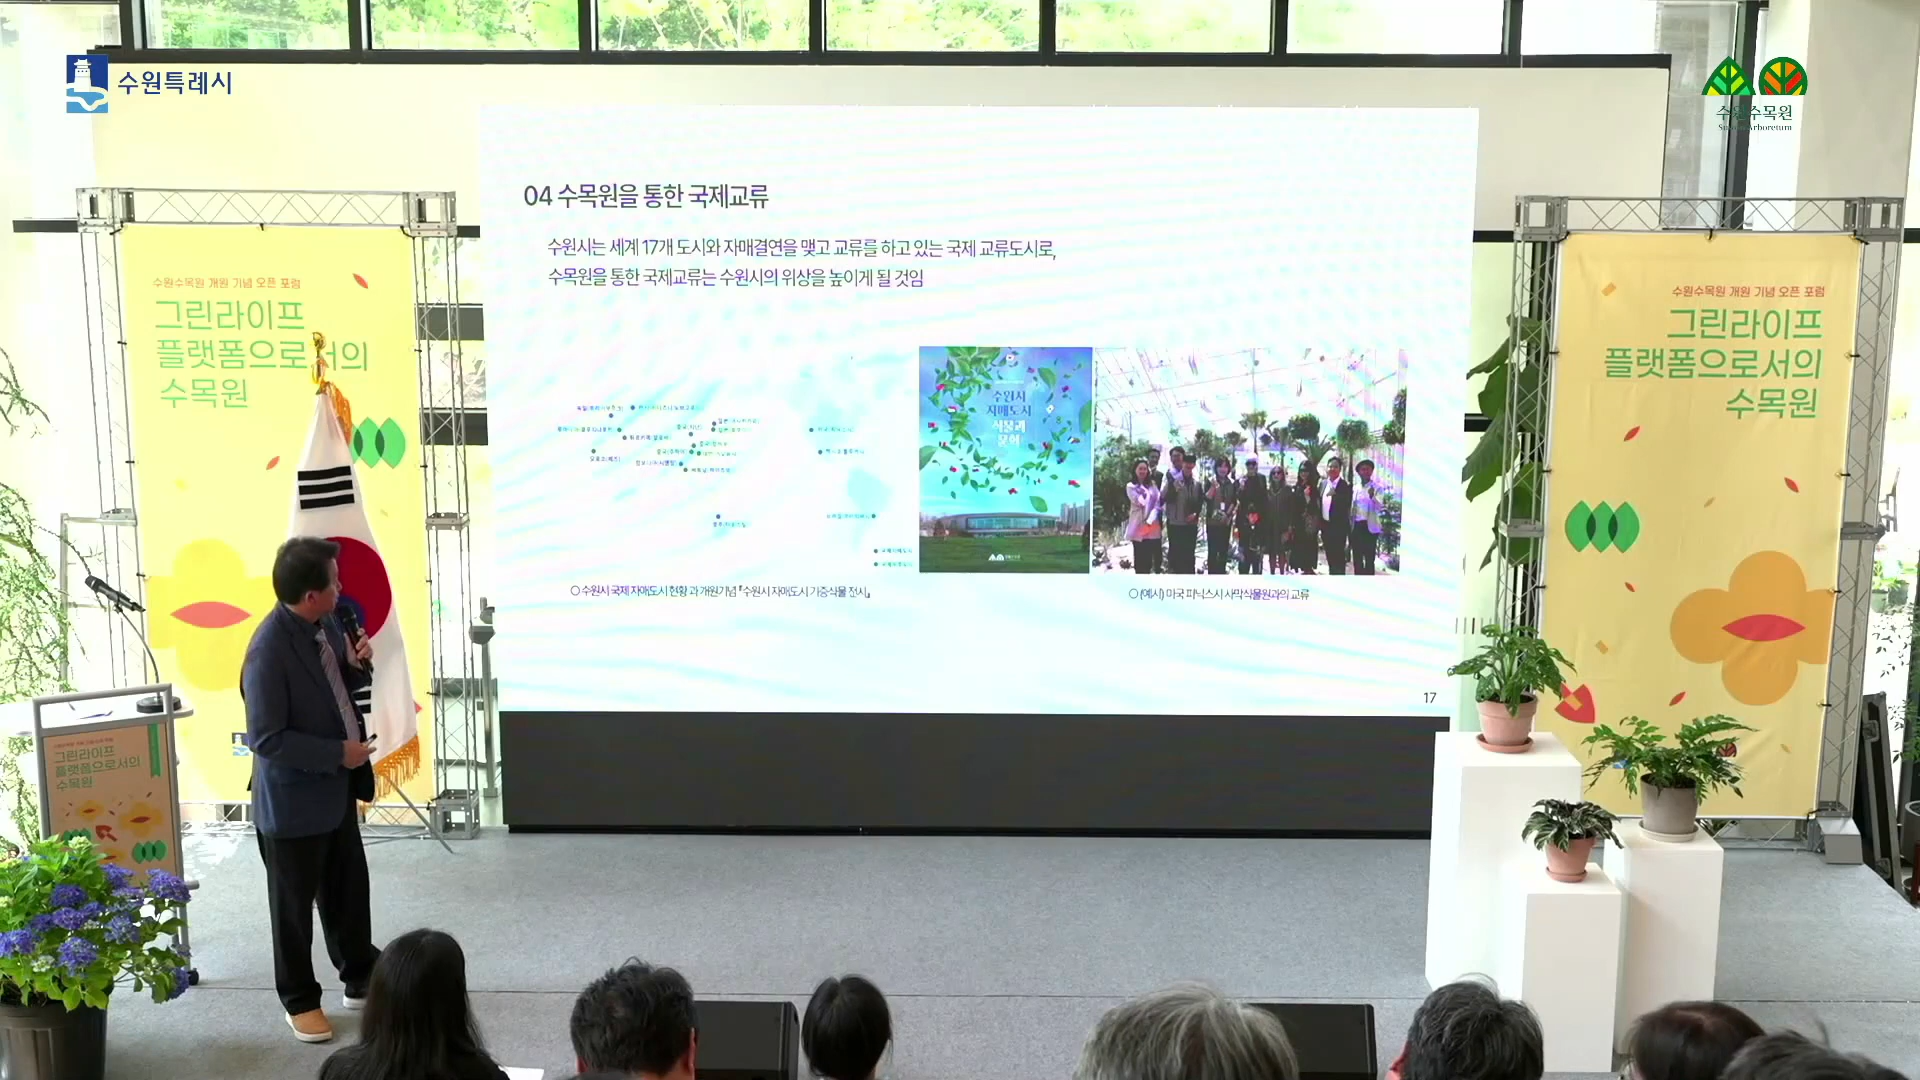 수원특례시
수원수목원
04 수목원을 통한 국제교류
수원시는 세계 17개 도시와 자매결연을 맺고 교류를 하고 있는 국제 교류도시로,
수목원을 통한 국제교류는 수원시의 위상을 높이게 될 것임
수원시
자매도시
식물과
문화
○ 수원시 국제 자매도시 현황 과 개원기념 『수원시 자매도시 기증식물 전시』
○ (예시) 미국 피닉스시 사막식물원과의 교류
17
수원수목원 개원 기념 오픈 포럼
그린라이프
플랫폼으로서의
수목원
수원수목원 개원 기념 오픈 포럼
그린라이프
플랫폼으로서의
수목원
그린라이프
플랫폼으로서의
수목원